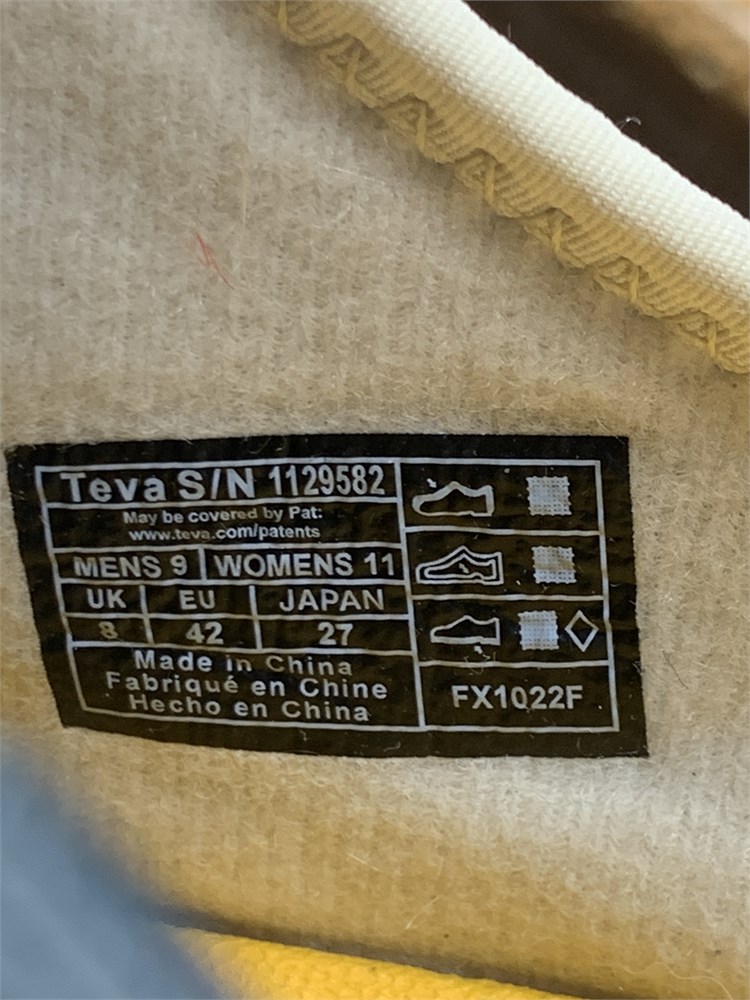 Teva S/N 1129582
May be covered by Pat:
www.teva.com/patents
MENS 9 WOMENS 11
UK EU JAPAN
8 42 27
Made in China
Fabriqué en Chine
Hecho en China
FX1022F